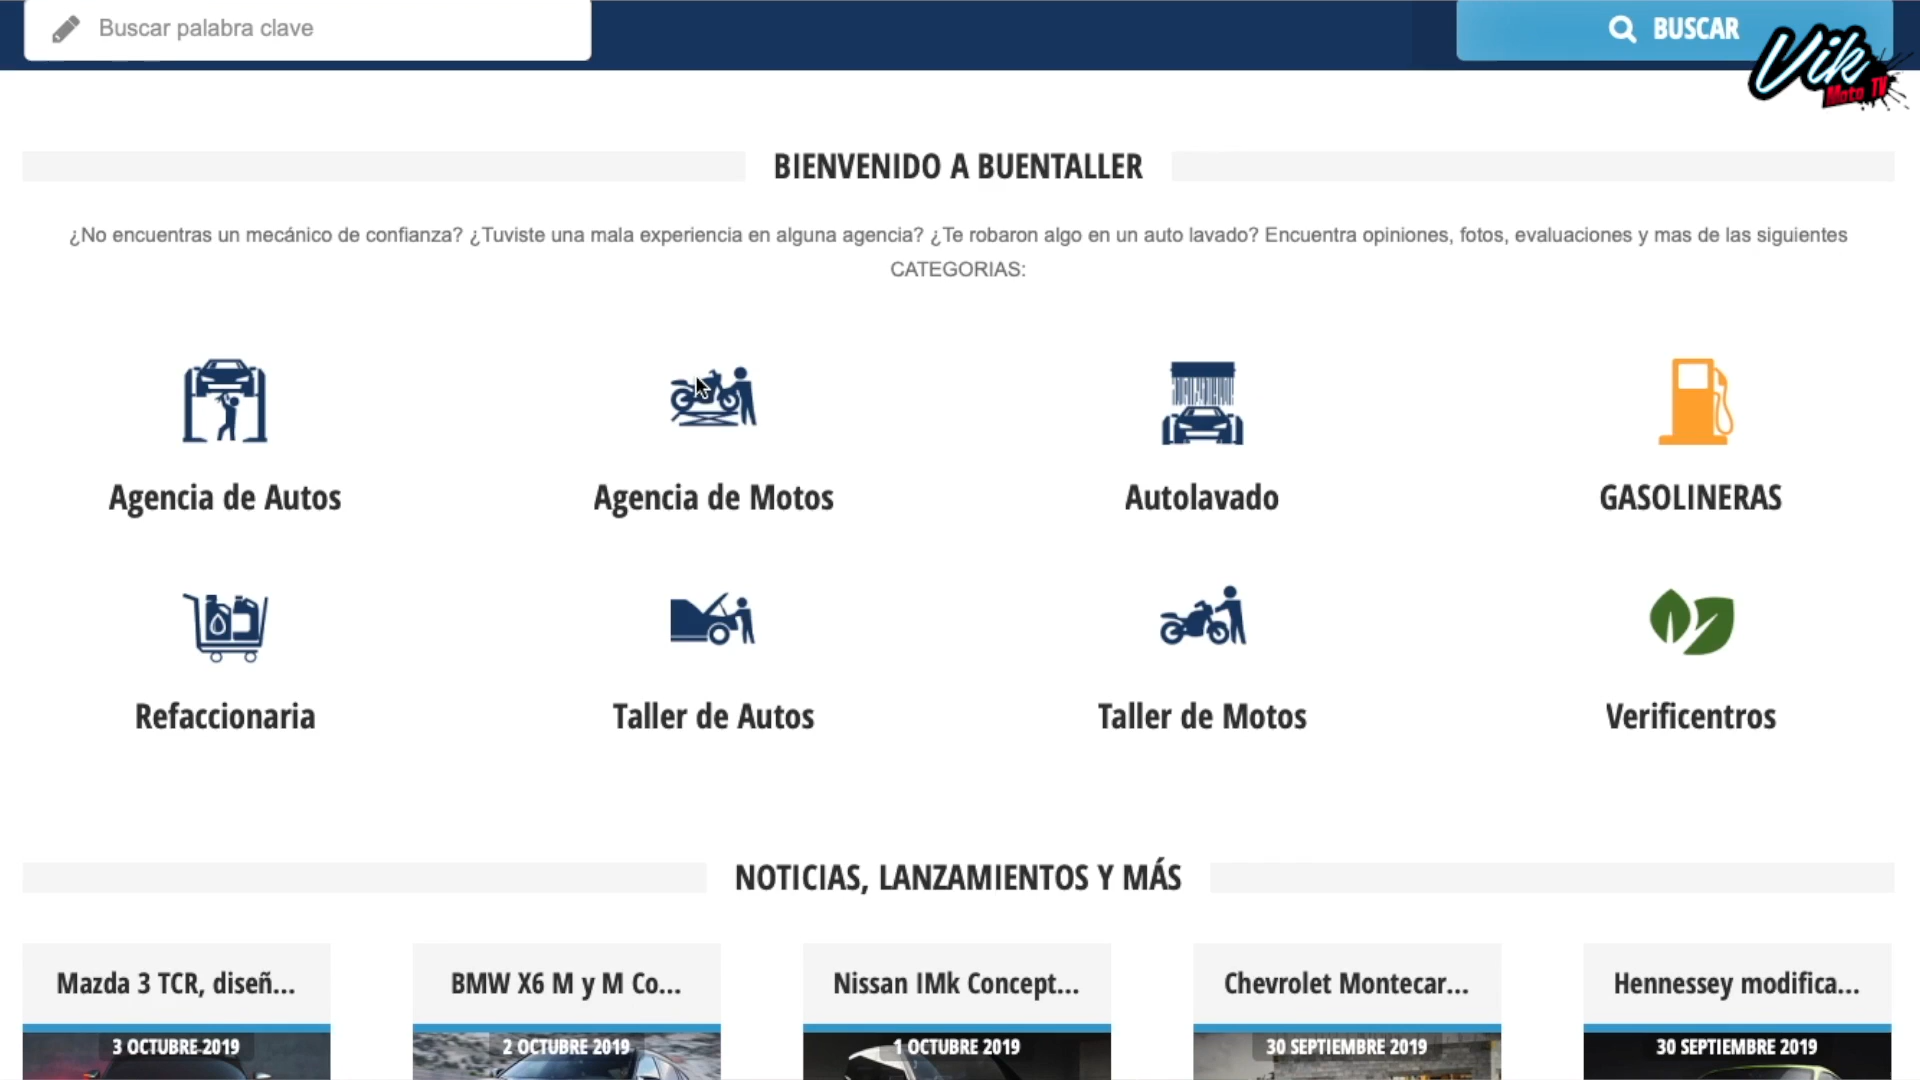 Buscar palabra clave
BUSCAR
Vik
Moto TV
BIENVENIDO A BUENTALLER
¿No encuentras un mecánico de confianza? ¿Tuviste una mala experiencia en alguna agencia? ¿Te robaron algo en un auto lavado? Encuentra opiniones, fotos, evaluaciones y mas de las siguientes
CATEGORIAS:
Agencia de Autos
Agencia de Motos
Autolavado
GASOLINERAS
Refaccionaria
Taller de Autos
Taller de Motos
Verificentros
NOTICIAS, LANZAMIENTOS Y MÁS
Mazda 3 TCR, diseñ...
BMW X6 M y M Co...
Nissan IMk Concept...
Chevrolet Montecar...
Hennessey modifica...
3 OCTUBRE 2019
2 OCTUBRE 2019
1 OCTUBRE 2019
30 SEPTIEMBRE 2019
30 SEPTIEMBRE 2019